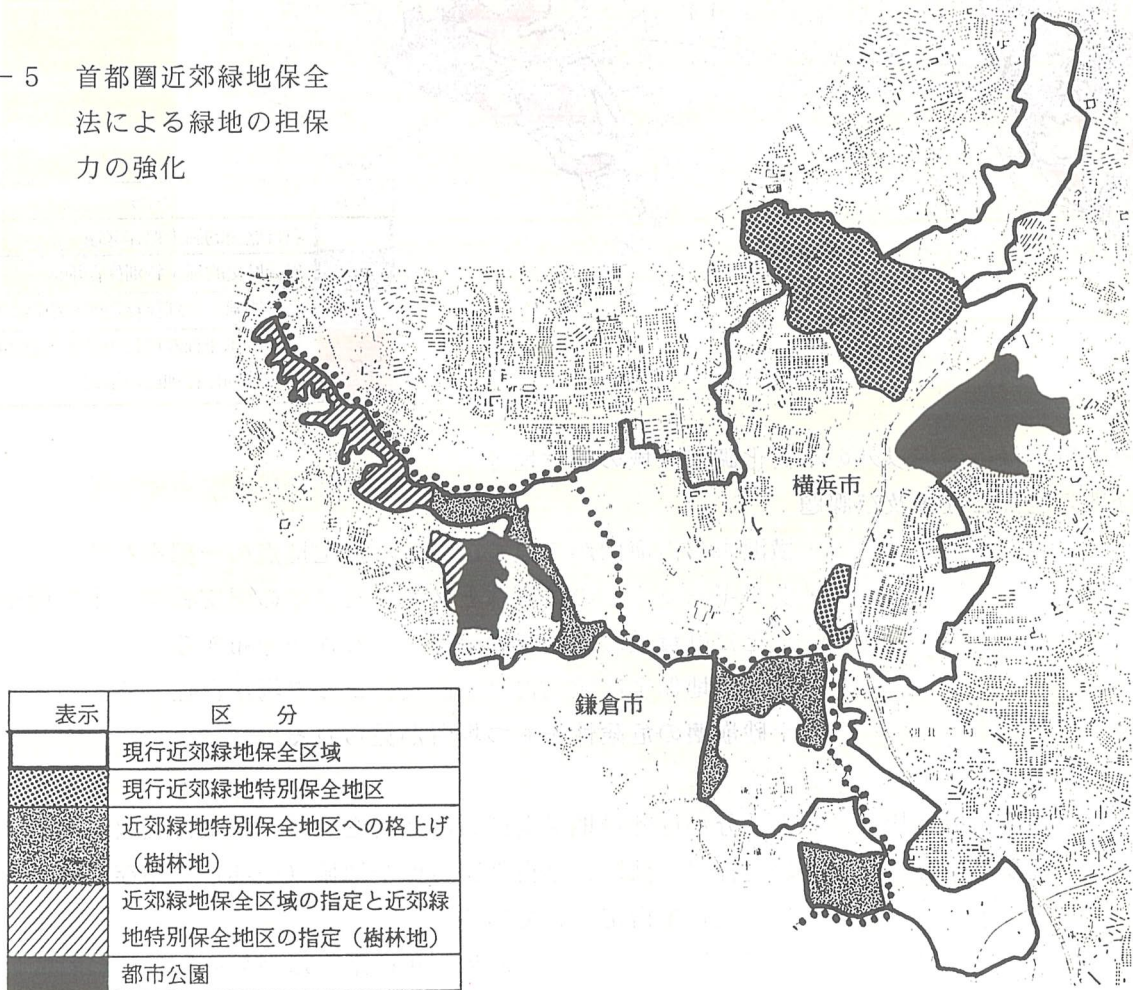 －5 首都圏近郊緑地保全
法による緑地の担保
力の強化
横浜市
鎌倉市
表示 区分
現行近郊緑地保全区域
現行近郊緑地特別保全地区
近郊緑地特別保全地区への格上げ
（樹林地）
近郊緑地保全区域の指定と近郊緑
地特別保全地区の指定（樹林地）
都市公園